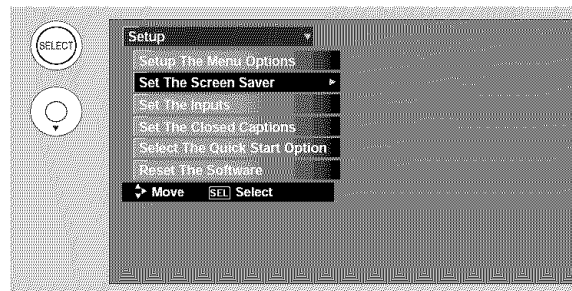 SELECT
Setup
Setup The Menu Options
Set The Screen Saver
Set The Inputs
Set The Closed Captions
Select The Quick Start Option
Reset The Software
Move SEL Select